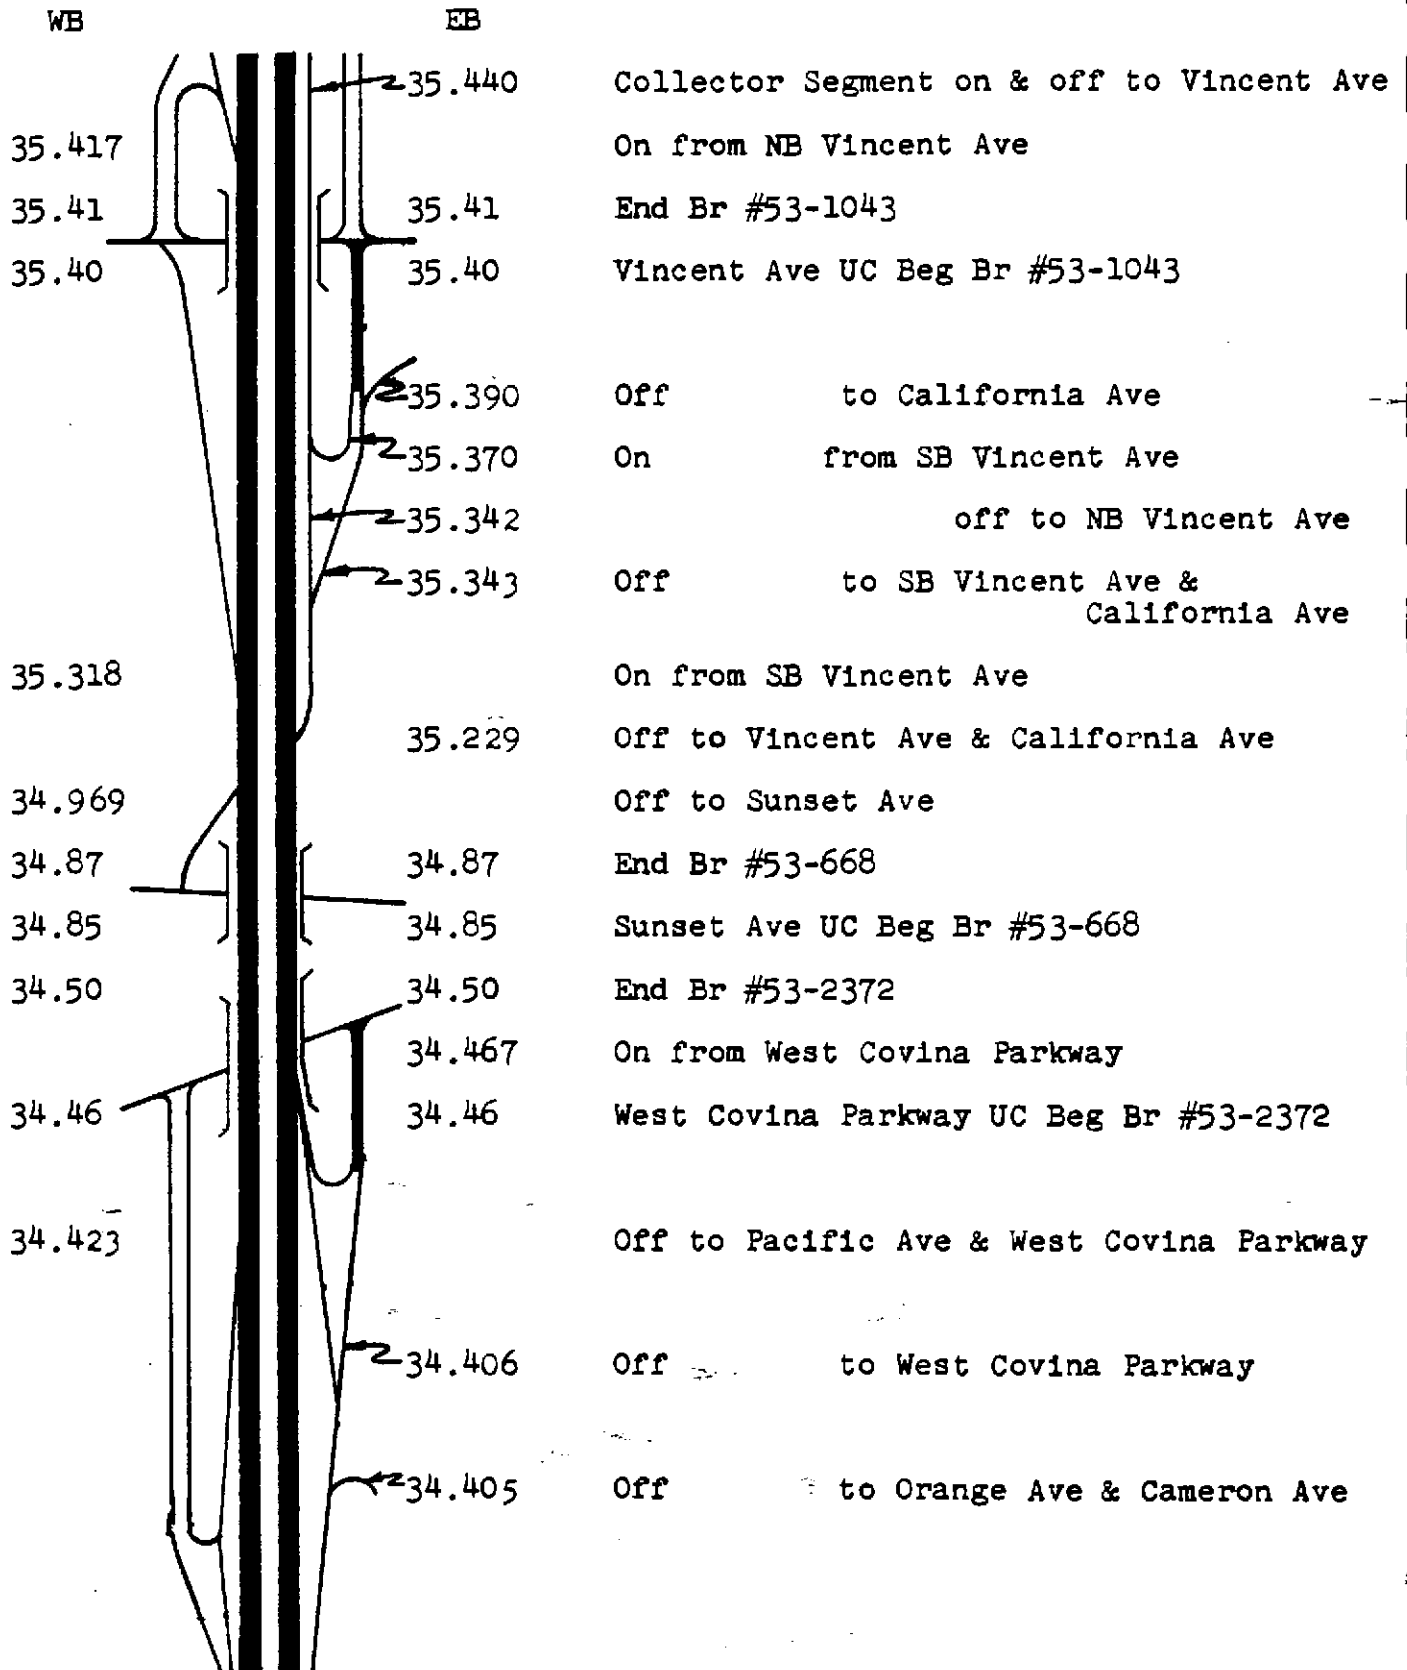 WB EB
35.440 Collector Segment on & off to Vincent Ave
35.417 On from NB Vincent Ave
35.41 35.41 End Br #53-1043
35.40 35.40 Vincent Ave UC Beg Br #53-1043
35.390 Off to California Ave
35.370 On from SB Vincent Ave
35.342 off to NB Vincent Ave
35.343 Off to SB Vincent Ave &
California Ave
35.318 On from SB Vincent Ave
35.229 Off to Vincent Ave & California Ave
34.969 Off to Sunset Ave
34.87 34.87 End Br #53-668
34.85 34.85 Sunset Ave UC Beg Br #53-668
34.50 34.50 End Br #53-2372
34.467 On from West Covina Parkway
34.46 34.46 West Covina Parkway UC Beg Br #53-2372
34.423 Off to Pacific Ave & West Covina Parkway
34.406 Off to West Covina Parkway
34.405 Off to Orange Ave & Cameron Ave